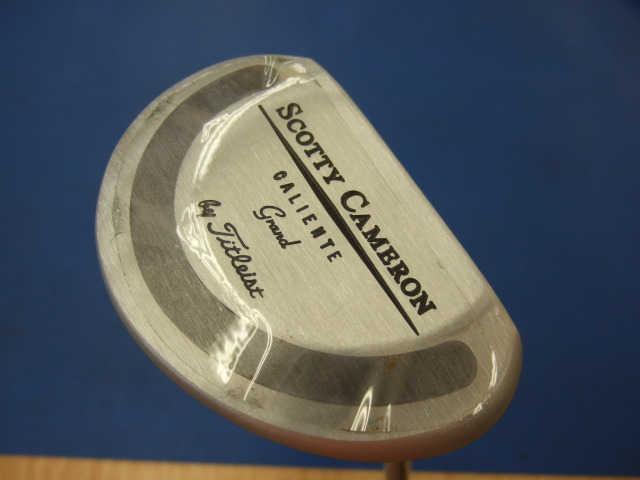 SCOTTY CAMERON
CALIENTE
Grand
by Titleist